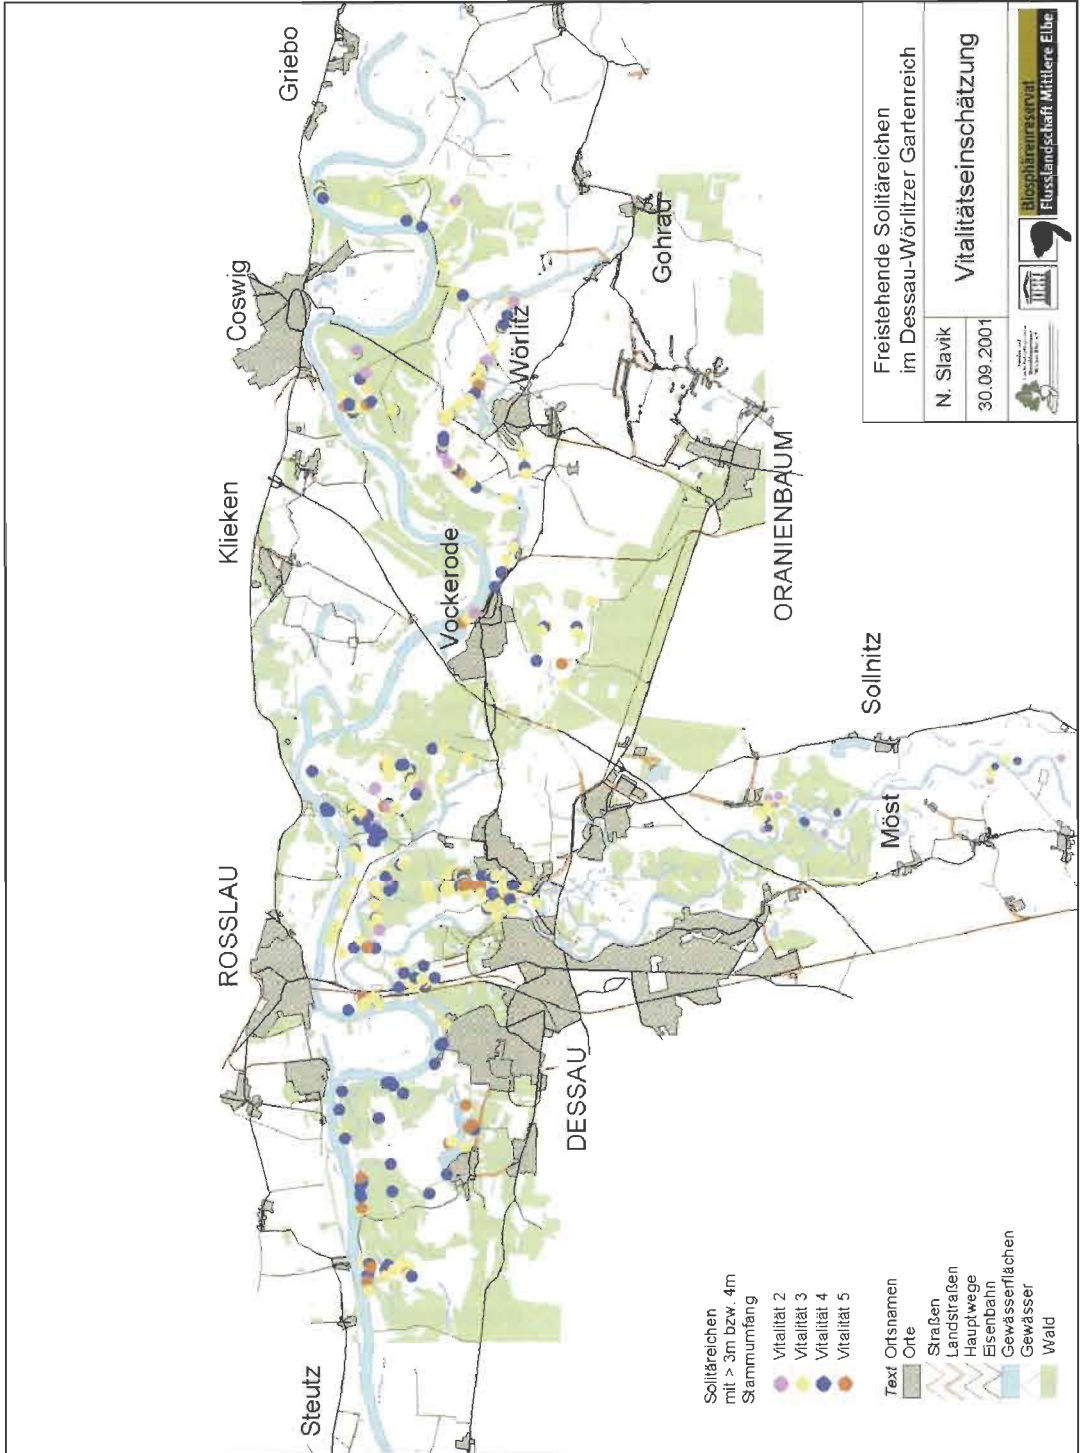 Griebo
Coswig
Klieken
ROSSLAU
Steutz
Wörlitz
Gohrau
Vockerode
ORANIENBAUM
Sollnitz
Möst
DESSAU
Solitäreichen
mit > 3m bzw. 4m
Stammumfang
Vitalität 2
Vitalität 3
Vitalität 4
Vitalität 5
Text Ortsnamen
Orte
Straßen
Landstraßen
Hauptwege
Eisenbahn
Gewässerflächen
Gewässer
Wald
Freistehende Solitäreichen
im Dessau-Wörlitzer Gartenreich
N. Slavik
30.09.2001
Vitalitätseinschätzung
Biosphärenreservat
Flusslandschaft Mittlere Elbe